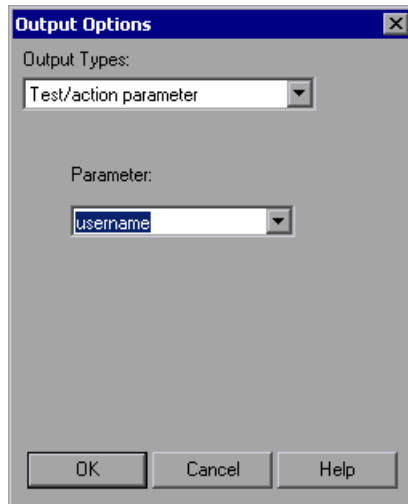 Output Options
Output Types:
Test/action parameter
Parameter:
username
OK Cancel Help